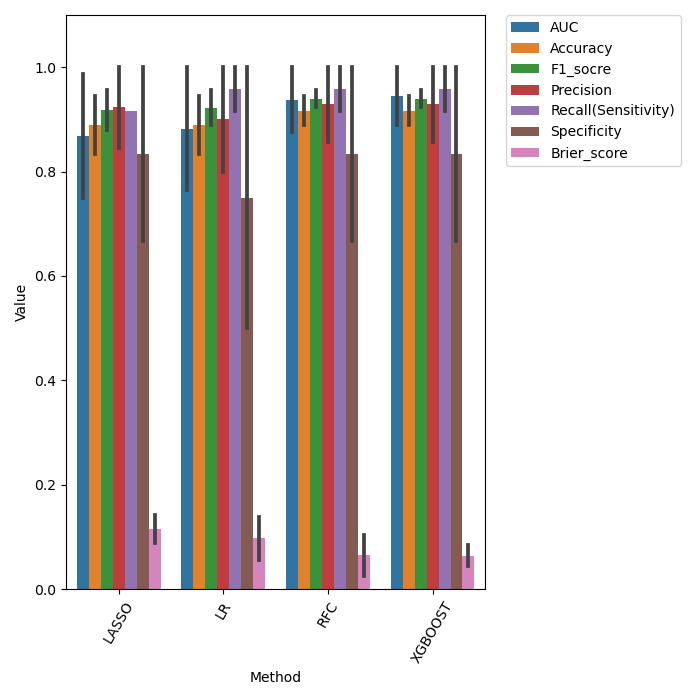 AUC
Accuracy
F1_socre
Precision
Recall(Sensitivity)
Specificity
Brier_score
1.0
0.8
0.6
0.4
0.2
0.0
Value
LASSO
LR
RFC
XGBOOST
Method